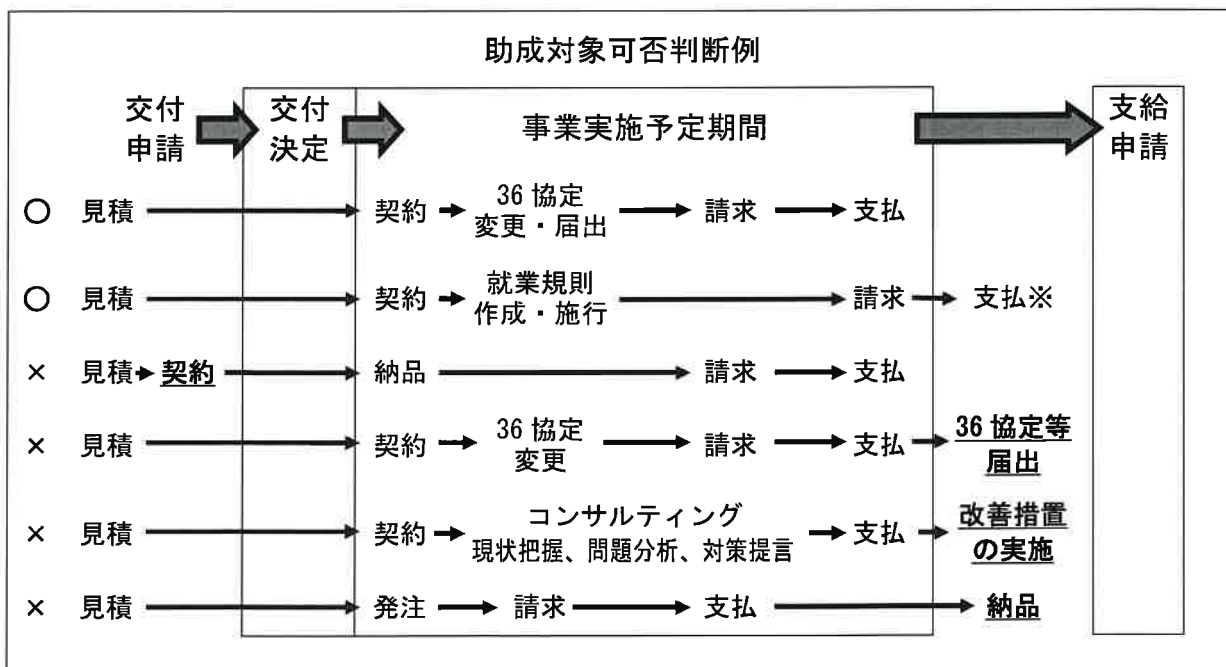 助成対象可否判断例
交付
申請
交付
決定
事業実施予定期間
支給
申請
○ 見積 契約 36 協定
変更・届出 請求 支払
○ 見積 契約 就業規則
作成・施行 請求 支払※
× 見積 契約 納品 請求 支払
× 見積 契約 36 協定
変更 請求 支払 36 協定等
届出
× 見積 契約 コンサルティング
現状把握、問題分析、対策提言 支払 改善措置
の実施
× 見積 発注 請求 支払 納品